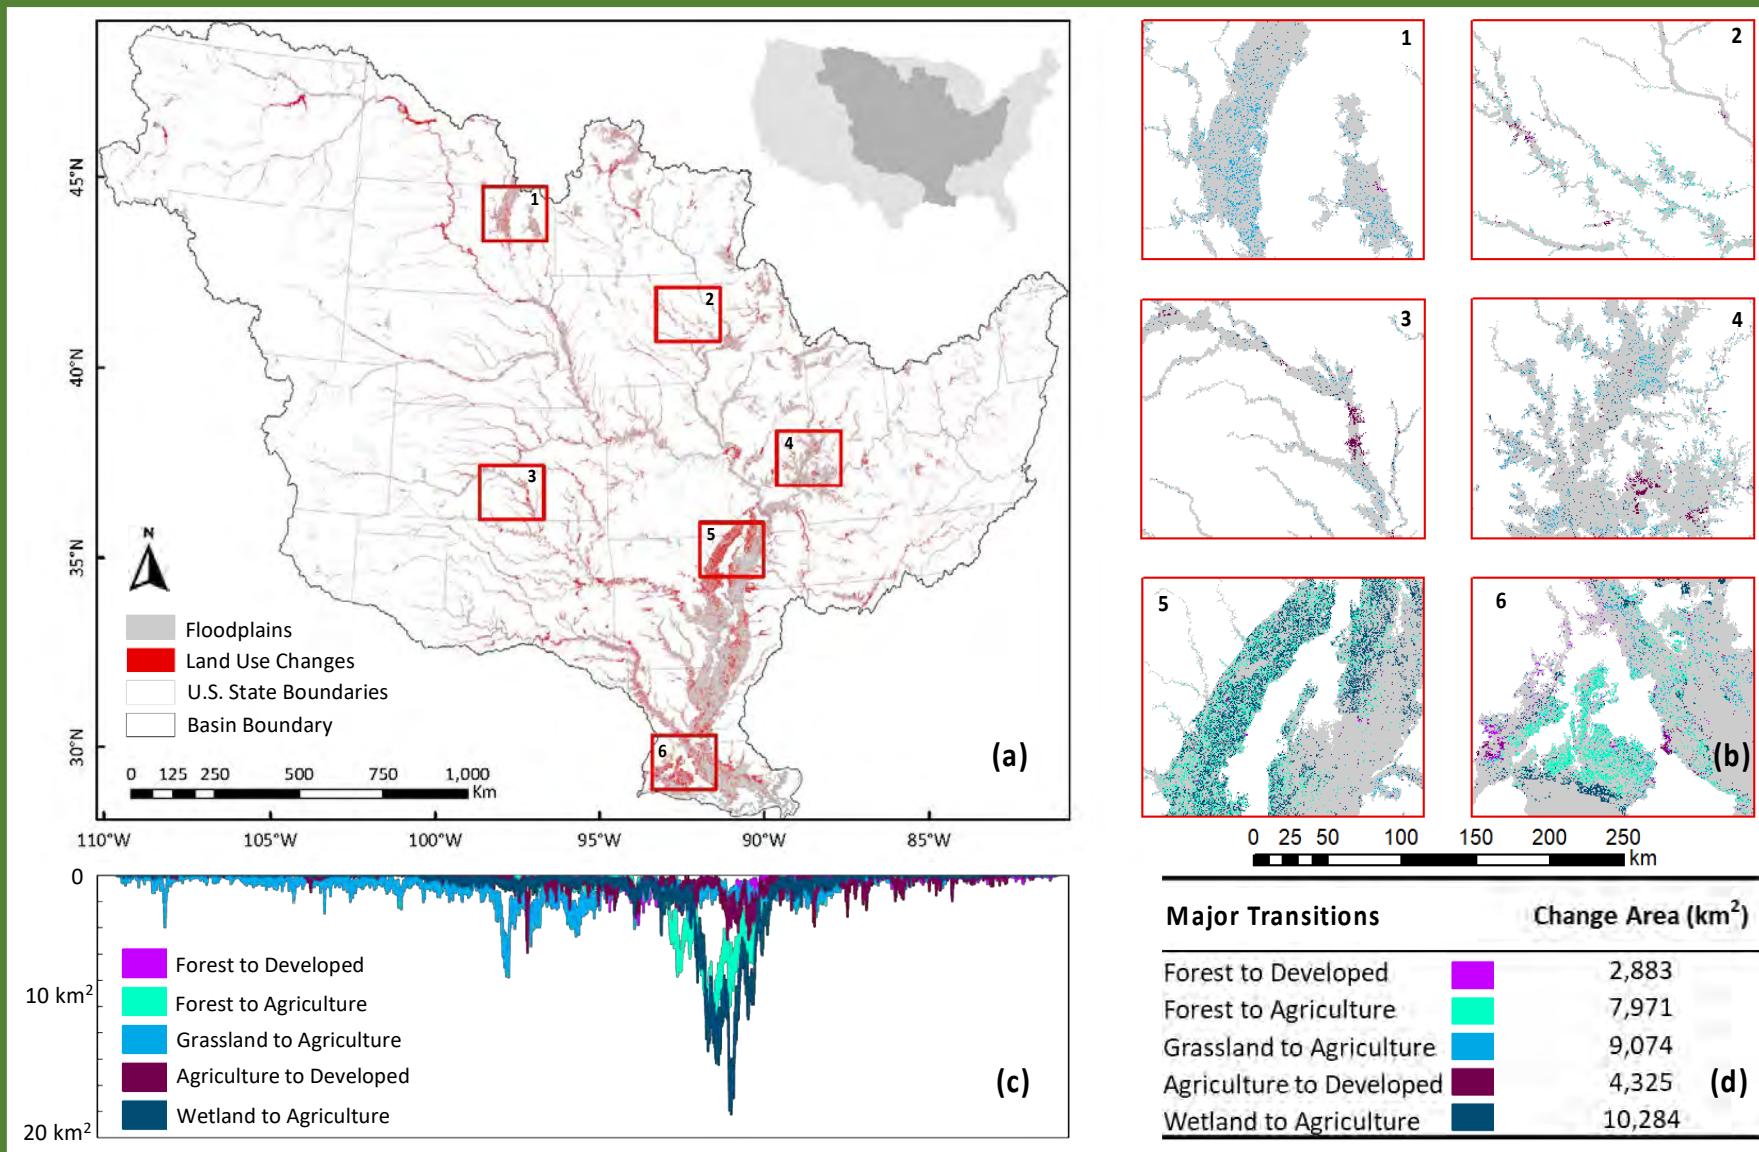 45°N
40°N
35°N
30°N
110°W
105°W
100°W
95°W
90°W
85°W
1
2
3
4
5
6
N
Floodplains
Land Use Changes
U.S. State Boundaries
Basin Boundary
0 125 250 500 750 1,000
Km
(a)
1
2
3
4
5
6
(b)
0 25 50 100 150 200 250
km
0
10 km²
20 km²
Forest to Developed
Forest to Agriculture
Grassland to Agriculture
Agriculture to Developed
Wetland to Agriculture
(c)
Major Transitions Change Area (km²)
Forest to Developed 2,883
Forest to Agriculture 7,971
Grassland to Agriculture 9,074
Agriculture to Developed 4,325
Wetland to Agriculture 10,284
(d)